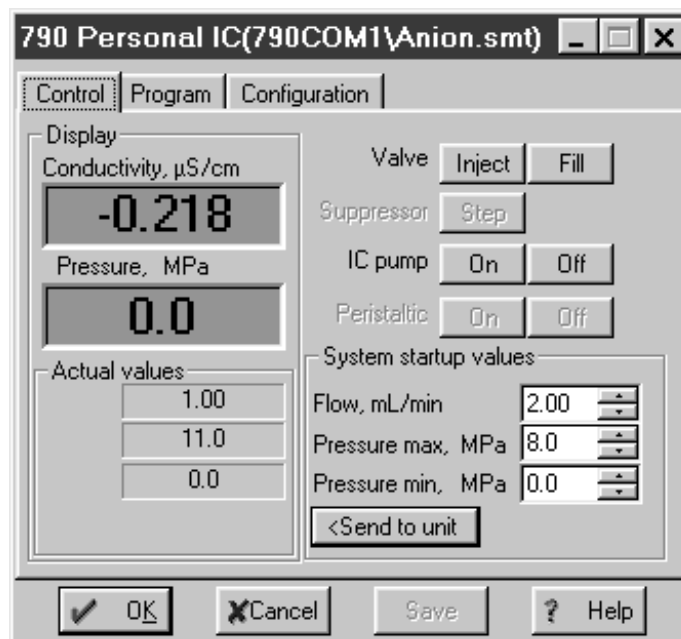 790 Personal IC(790COM1\Anion.smt)
Control Program Configuration
Display
Conductivity, µS/cm
-0.218
Pressure, MPa
0.0
Actual values
1.00
11.0
0.0
Valve Inject Fill
Suppressor Step
IC pump On Off
Peristaltic On Off
System startup values
Flow, mL/min 2.00
Pressure max, MPa 8.0
Pressure min, MPa 0.0
<Send to unit
OK Cancel Save ? Help